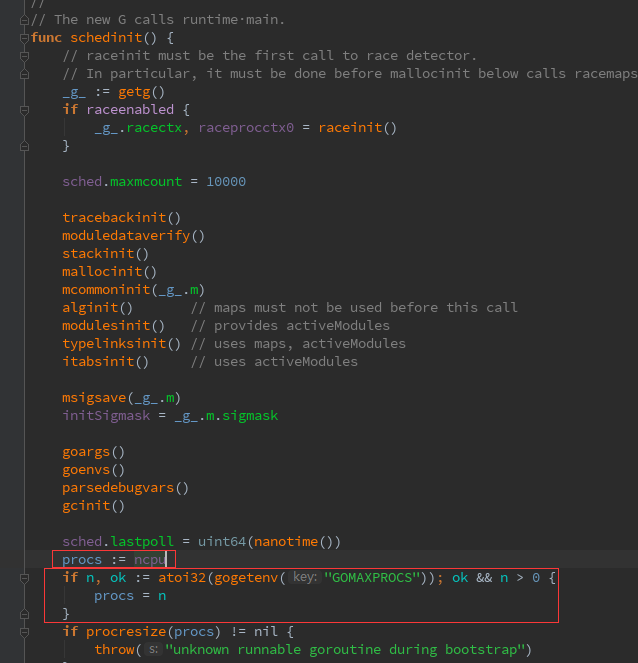 //
// The new G calls runtime·main.
func schedinit() {
// raceinit must be the first call to race detector.
// In particular, it must be done before mallocinit below calls racemaps
_g_ := getg()
if raceenabled {
_g_.racectx, raceprocctx0 = raceinit()
}
sched.maxmcount = 10000
tracebackinit()
moduledataverify()
stackinit()
mallocinit()
mcommoninit(_g_.m)
alginit()       // maps must not be used before this call
modulesinit()   // provides activeModules
typelinksinit() // uses maps, activeModules
itabsinit()     // uses activeModules
msigsave(_g_.m)
initSigmask = _g_.m.sigmask
goargs()
goenvs()
parsedebugvars()
gcinit()
sched.lastpoll = uint64(nanotime())
procs := ncpu
if n, ok := atoi32(gogetenv( key: "GOMAXPROCS")); ok && n > 0 {
procs = n
}
if procresize(procs) != nil {
throw( s: "unknown runnable goroutine during bootstrap")